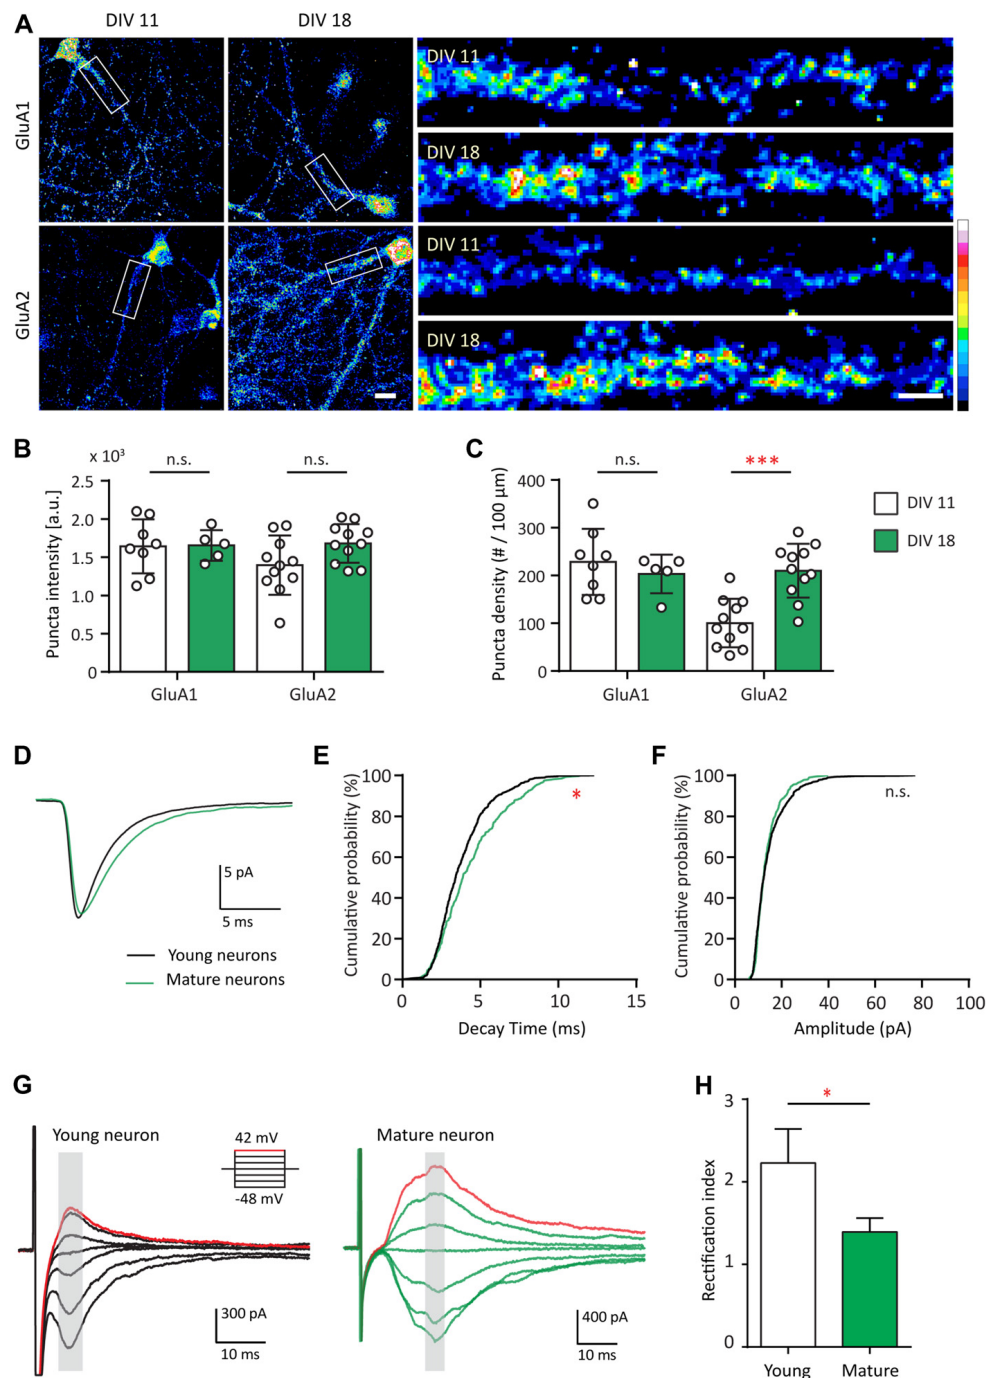 A
DIV 11
DIV 18
GluA1
GluA2
DIV 11
DIV 18
DIV 11
DIV 18
B
x 10³
n.s.
n.s.
Puncta intensity [a.u.]
2.5
2.0
1.5
1.0
0.5
0
GluA1
GluA2
C
n.s.
***
Puncta density (# / 100 µm)
400
300
200
100
0
GluA1
GluA2
DIV 11
DIV 18
D
5 pA
5 ms
Young neurons
Mature neurons
E
Cumulative probability (%)
100
80
60
40
20
0
*
0
5
10
15
Decay Time (ms)
F
Cumulative probability (%)
100
80
60
40
20
0
n.s.
0
20
40
60
80
100
Amplitude (pA)
G
Young neuron
42 mV
-48 mV
300 pA
10 ms
Mature neuron
400 pA
10 ms
H
*
Rectification index
3
2
1
0
Young
Mature